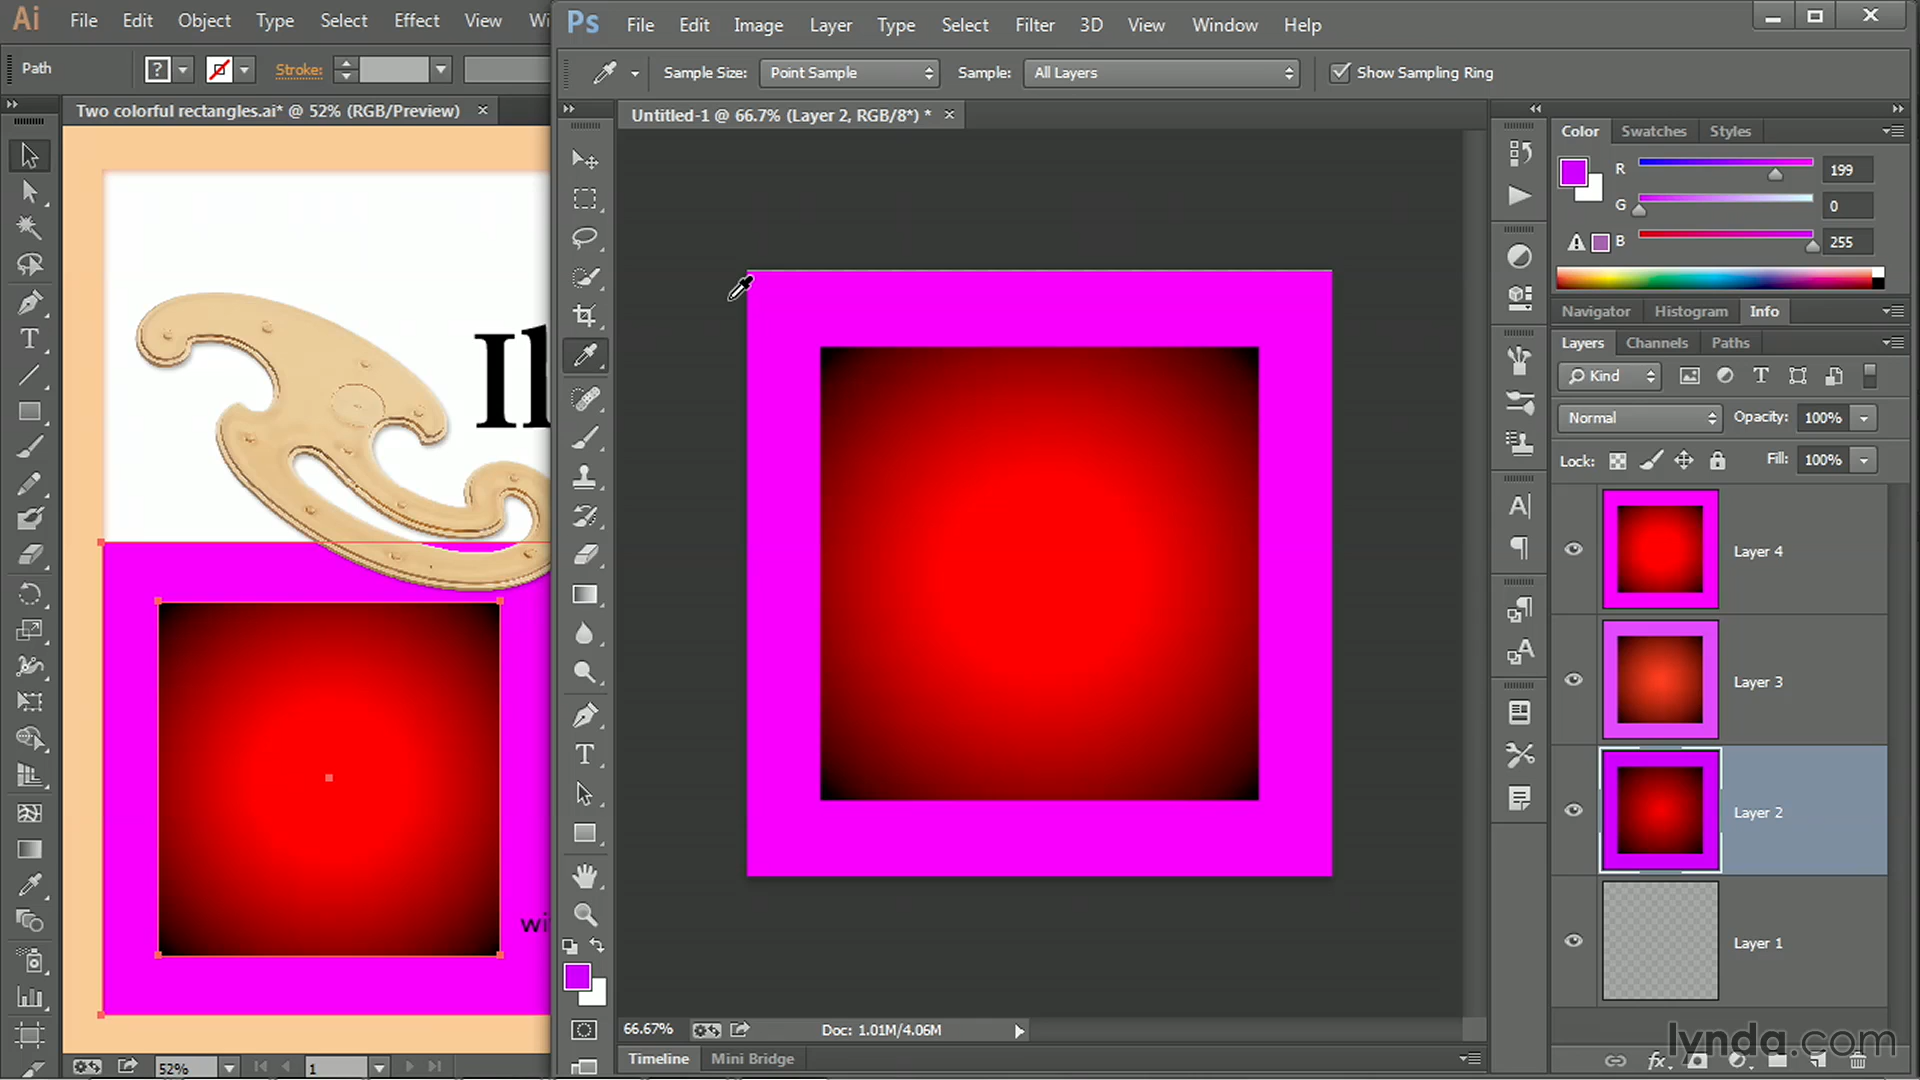 Ai File Edit Object Type Select Effect View Wi
Path ? Stroke:
Two colorful rectangles.ai* @ 52% (RGB/Preview) ×
Il
wi
52% 1
Ps File Edit Image Layer Type Select Filter 3D View Window Help
Sample Size: Point Sample Sample: All Layers Show Sampling Ring
Untitled-1 @ 66.7% (Layer 2, RGB/8*) * ×
66.67% Doc: 1.01M/4.06M
Timeline Mini Bridge
Color Swatches Styles
R 199
G 0
B 255
Navigator Histogram Info
Layers Channels Paths
Kind
Normal Opacity: 100%
Lock: Fill: 100%
Layer 4
Layer 3
Layer 2
Layer 1
lynda.com
fx